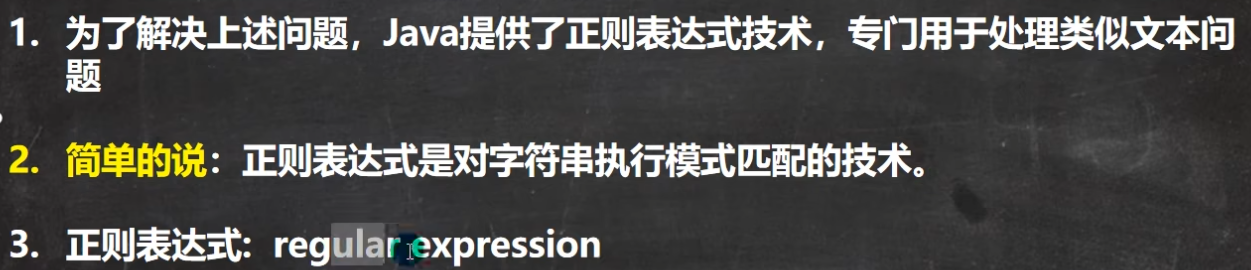 1. 为了解决上述问题，Java提供了正则表达式技术，专门用于处理类似文本问
题
2. 简单的说：正则表达式是对字符串执行模式匹配的技术。
3. 正则表达式: regular expression